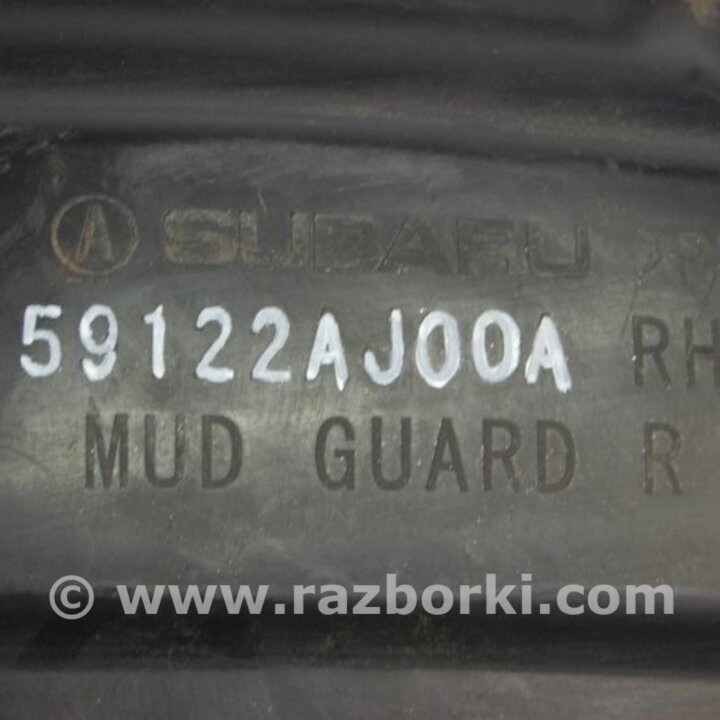 A SUBARU >P
59122AJ00A RH
MUD GUARD R
© www.razborki.com